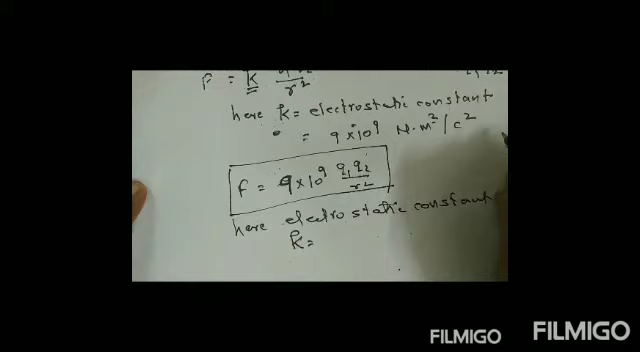 F = k q₁q₂/r²
here k = electrostatic constant
= 9×10⁹ N.m²/c²
F = 9×10⁹ q₁q₂/r²
here electrostatic constant
k=
FILMIGO FILMIGO